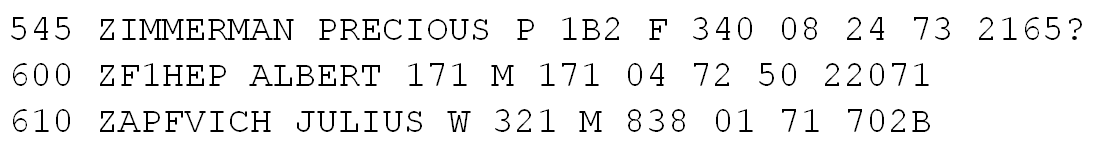 545 ZIMMERMAN PRECIOUS P 1B2 F 340 08 24 73 2165?
600 ZF1HEP ALBERT 171 M 171 04 72 50 22071
610 ZAPFVICH JULIUS W 321 M 838 01 71 702B